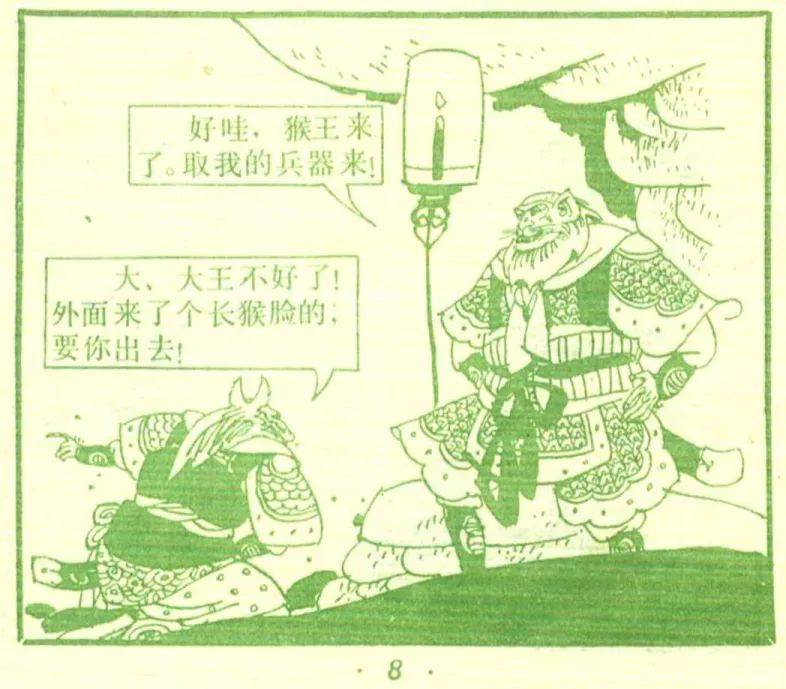 好哇，猴王来
了。取我的兵器来！
大、大王不好了！
外面来了个长猴脸的，
要你出去！
· 8 ·